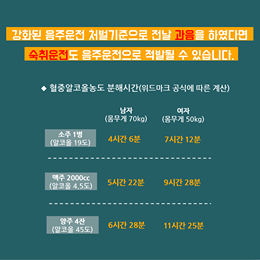 강화된 음주운전 처벌기준으로 전날 과음을 하였다면
숙취운전도 음주운전으로 적발될 수 있습니다.
◆ 혈중알코올농도 분해시간(위드마크 공식에 따른 계산)
남자 여자
(몸무게 70kg) (몸무게 50kg)
소주 1병 4시간 6분 7시간 12분
(알코올 19도)
맥주 2000cc 5시간 22분 9시간 28분
(알코올 4.5도)
양주 4잔 6시간 28분 11시간 25분
(알코올 45도)